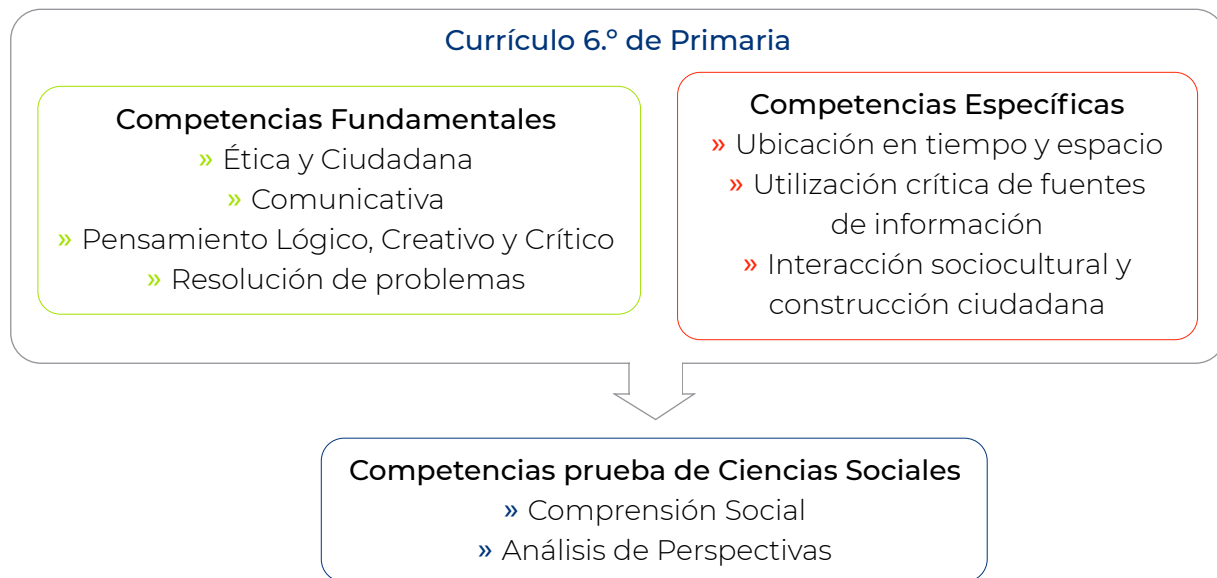 Currículo 6.º de Primaria
Competencias Fundamentales
» Ética y Ciudadana
» Comunicativa
» Pensamiento Lógico, Creativo y Crítico
» Resolución de problemas
Competencias Específicas
» Ubicación en tiempo y espacio
» Utilización crítica de fuentes
de información
» Interacción sociocultural y
construcción ciudadana
Competencias prueba de Ciencias Sociales
» Comprensión Social
» Análisis de Perspectivas